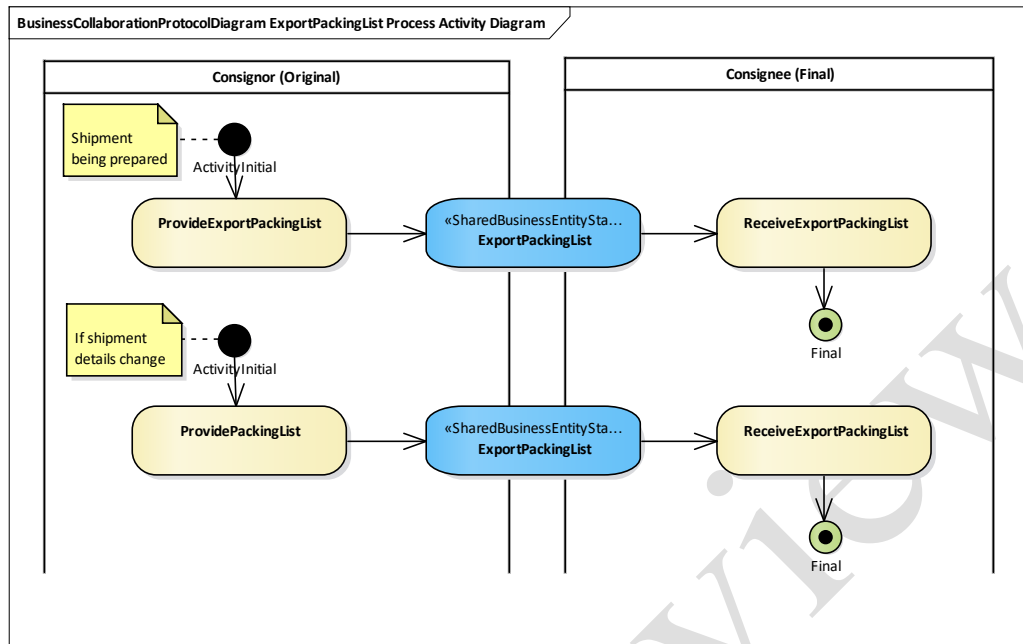 BusinessCollaborationProtocolDiagram ExportPackingList Process Activity Diagram
Consignor (Original)
Consignee (Final)
Shipment
being prepared
ActivityInitial
ProvideExportPackingList
«SharedBusinessEntitySta...
ExportPackingList
ReceiveExportPackingList
Final
If shipment
details change
ActivityInitial
ProvidePackingList
«SharedBusinessEntitySta...
ExportPackingList
ReceiveExportPackingList
Final
view